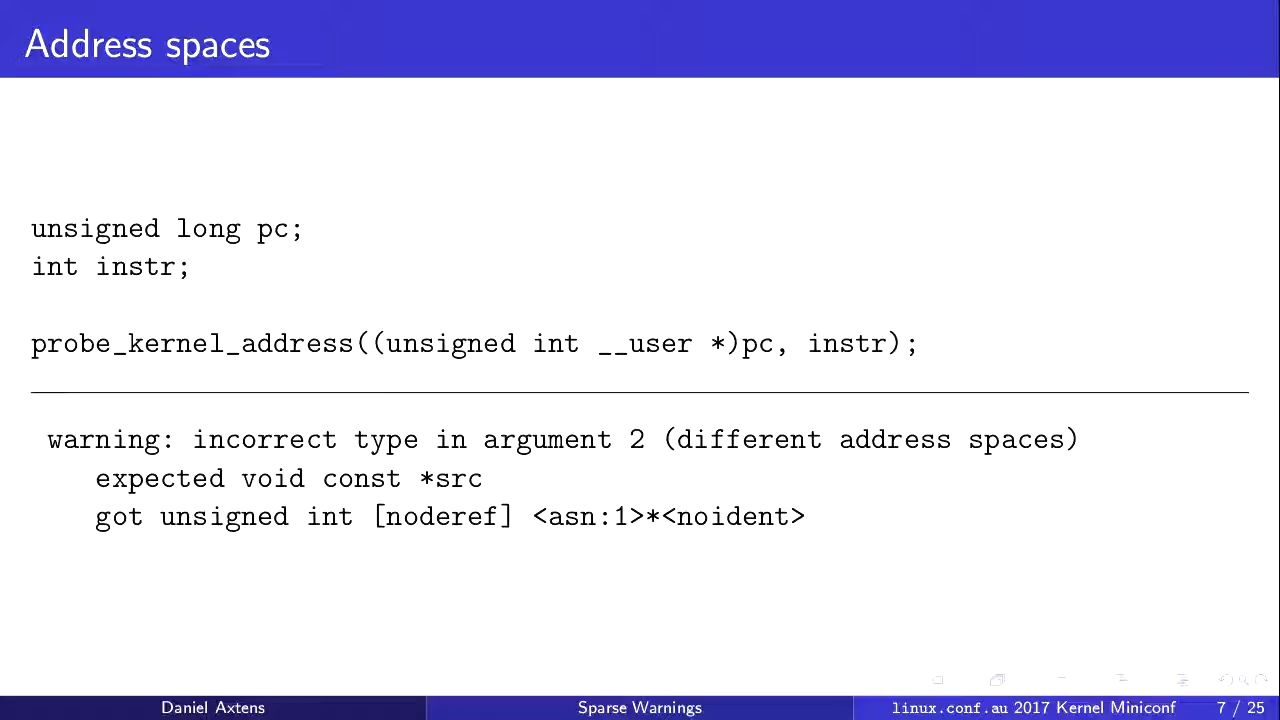 Address spaces
unsigned long pc;
int instr;
probe_kernel_address((unsigned int __user *)pc, instr);
warning: incorrect type in argument 2 (different address spaces)
expected void const *src
got unsigned int [noderef] <asn:1>*<noident>
Daniel Axtens
Sparse Warnings
linux.conf.au 2017 Kernel Miniconf
7 / 25